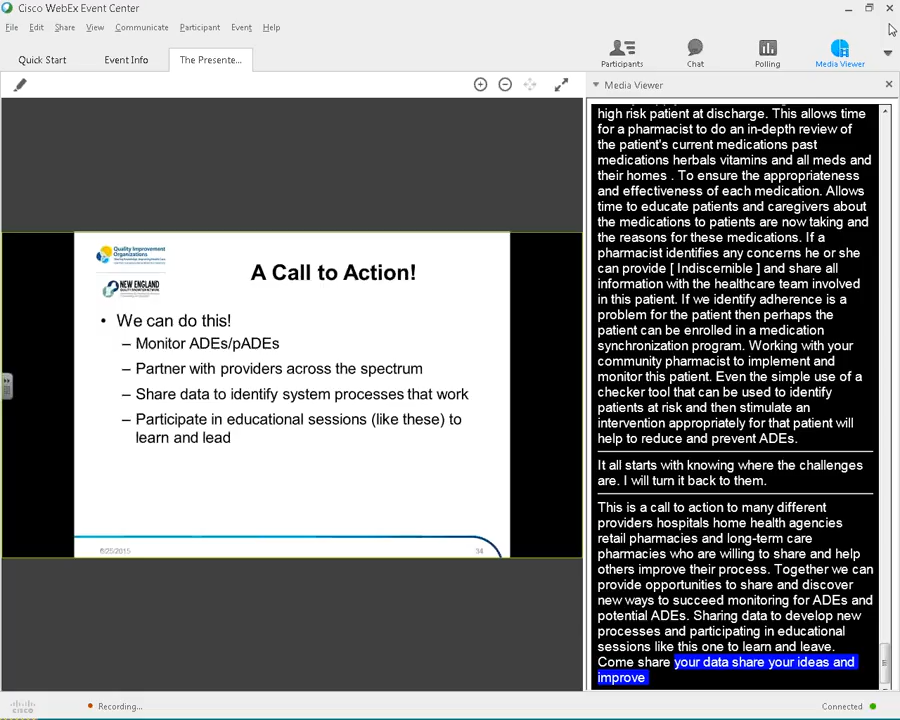 Cisco WebEx Event Center
File Edit Share View Communicate Participant Event Help
Quick Start Event Info The Presente...
Participants Chat Polling Media Viewer
Media Viewer
Quality Improvement
Organizations
NEW ENGLAND
A Call to Action!
• We can do this!
– Monitor ADEs/pADEs
– Partner with providers across the spectrum
– Share data to identify system processes that work
– Participate in educational sessions (like these) to
learn and lead
6/25/2015 34
high risk patient at discharge. This allows time
for a pharmacist to do an in-depth review of
the patient's current medications past
medications herbals vitamins and all meds and
their homes . To ensure the appropriateness
and effectiveness of each medication. Allows
time to educate patients and caregivers about
the medications to patients are now taking and
the reasons for these medications. If a
pharmacist identifies any concerns he or she
can provide [ Indiscernible ] and share all
information with the healthcare team involved
in this patient. If we identify adherence is a
problem for the patient then perhaps the
patient can be enrolled in a medication
synchronization program. Working with your
community pharmacist to implement and
monitor this patient. Even the simple use of a
checker tool that can be used to identify
patients at risk and then stimulate an
intervention appropriately for that patient will
help to reduce and prevent ADEs.
It all starts with knowing where the challenges
are. I will turn it back to them.
This is a call to action to many different
providers hospitals home health agencies
retail pharmacies and long-term care
pharmacies who are willing to share and help
others improve their process. Together we can
provide opportunities to share and discover
new ways to succeed monitoring for ADEs and
potential ADEs. Sharing data to develop new
processes and participating in educational
sessions like this one to learn and leave.
Come share your data share your ideas and
improve
cisco Recording... Connected